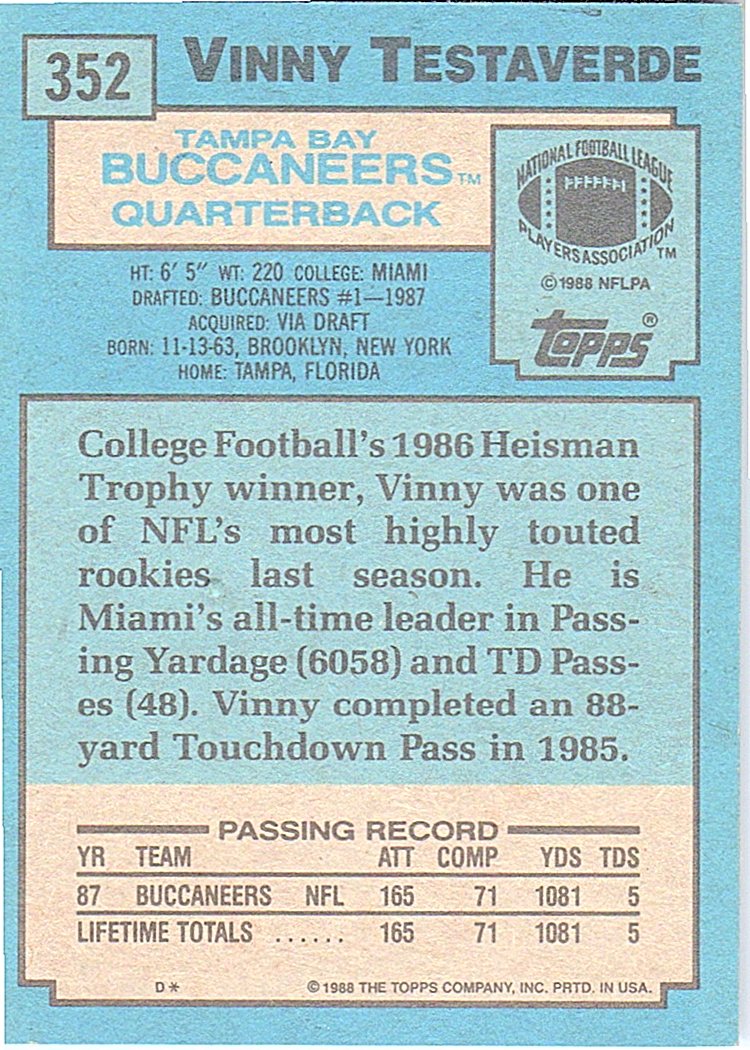 352 VINNY TESTAVERDE
TAMPA BAY
BUCCANEERS™
QUARTERBACK
NATIONAL FOOTBALL LEAGUE
PLAYERS ASSOCIATION™
©1988 NFLPA
topps®
HT: 6' 5" WT: 220 COLLEGE: MIAMI
DRAFTED: BUCCANEERS #1—1987
ACQUIRED: VIA DRAFT
BORN: 11-13-63, BROOKLYN, NEW YORK
HOME: TAMPA, FLORIDA
College Football's 1986 Heisman
Trophy winner, Vinny was one
of NFL's most highly touted
rookies last season. He is
Miami's all-time leader in Pass-
ing Yardage (6058) and TD Pass-
es (48). Vinny completed an 88-
yard Touchdown Pass in 1985.
PASSING RECORD
YR TEAM ATT COMP YDS TDS
87 BUCCANEERS NFL 165 71 1081 5
LIFETIME TOTALS ...... 165 71 1081 5
D* ©1988 THE TOPPS COMPANY, INC. PRTD. IN USA.